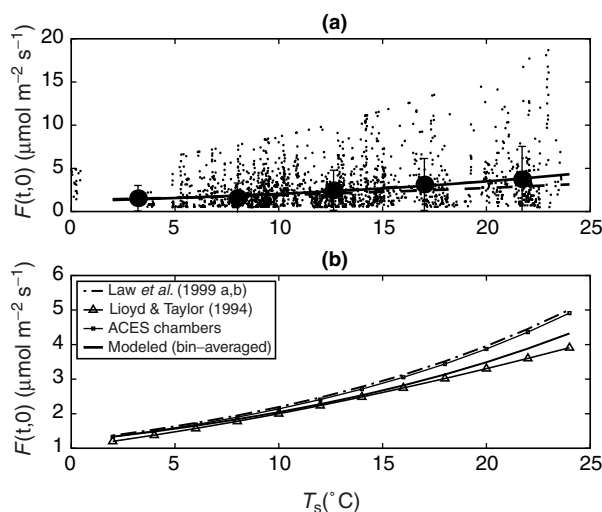 (a)
20
15
10
5
0
F(t,0) (μmol m⁻² s⁻¹)
0 5 10 15 20 25
(b)
6
5
4
3
2
1
F(t,0) (μmol m⁻² s⁻¹)
Law et al. (1999 a,b)
Lioyd & Taylor (1994)
ACES chambers
Modeled (bin–averaged)
0 5 10 15 20 25
Ts(°C)